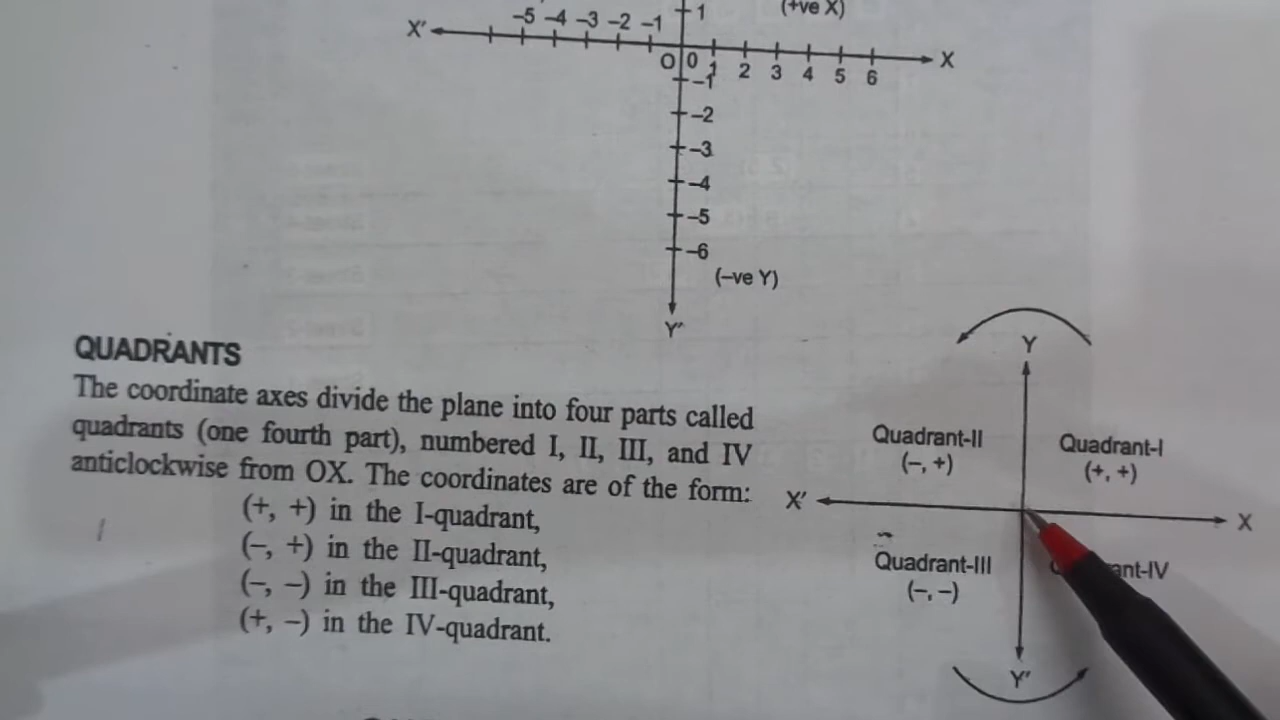 (+ve X)
1
-5 -4 -3 -2 -1
X' X
O 0 1 2 3 4 5 6
-1
-2
-3
-4
-5
-6
(-ve Y)
Y'
QUADRANTS
The coordinate axes divide the plane into four parts called
quadrants (one fourth part), numbered I, II, III, and IV
anticlockwise from OX. The coordinates are of the form:
(+, +) in the I-quadrant,
(-, +) in the II-quadrant,
(-, -) in the III-quadrant,
(+, -) in the IV-quadrant.
Y
Quadrant-II Quadrant-I
(-, +) (+, +)
X' X
Quadrant-III ant-IV
(-, -)
Y'